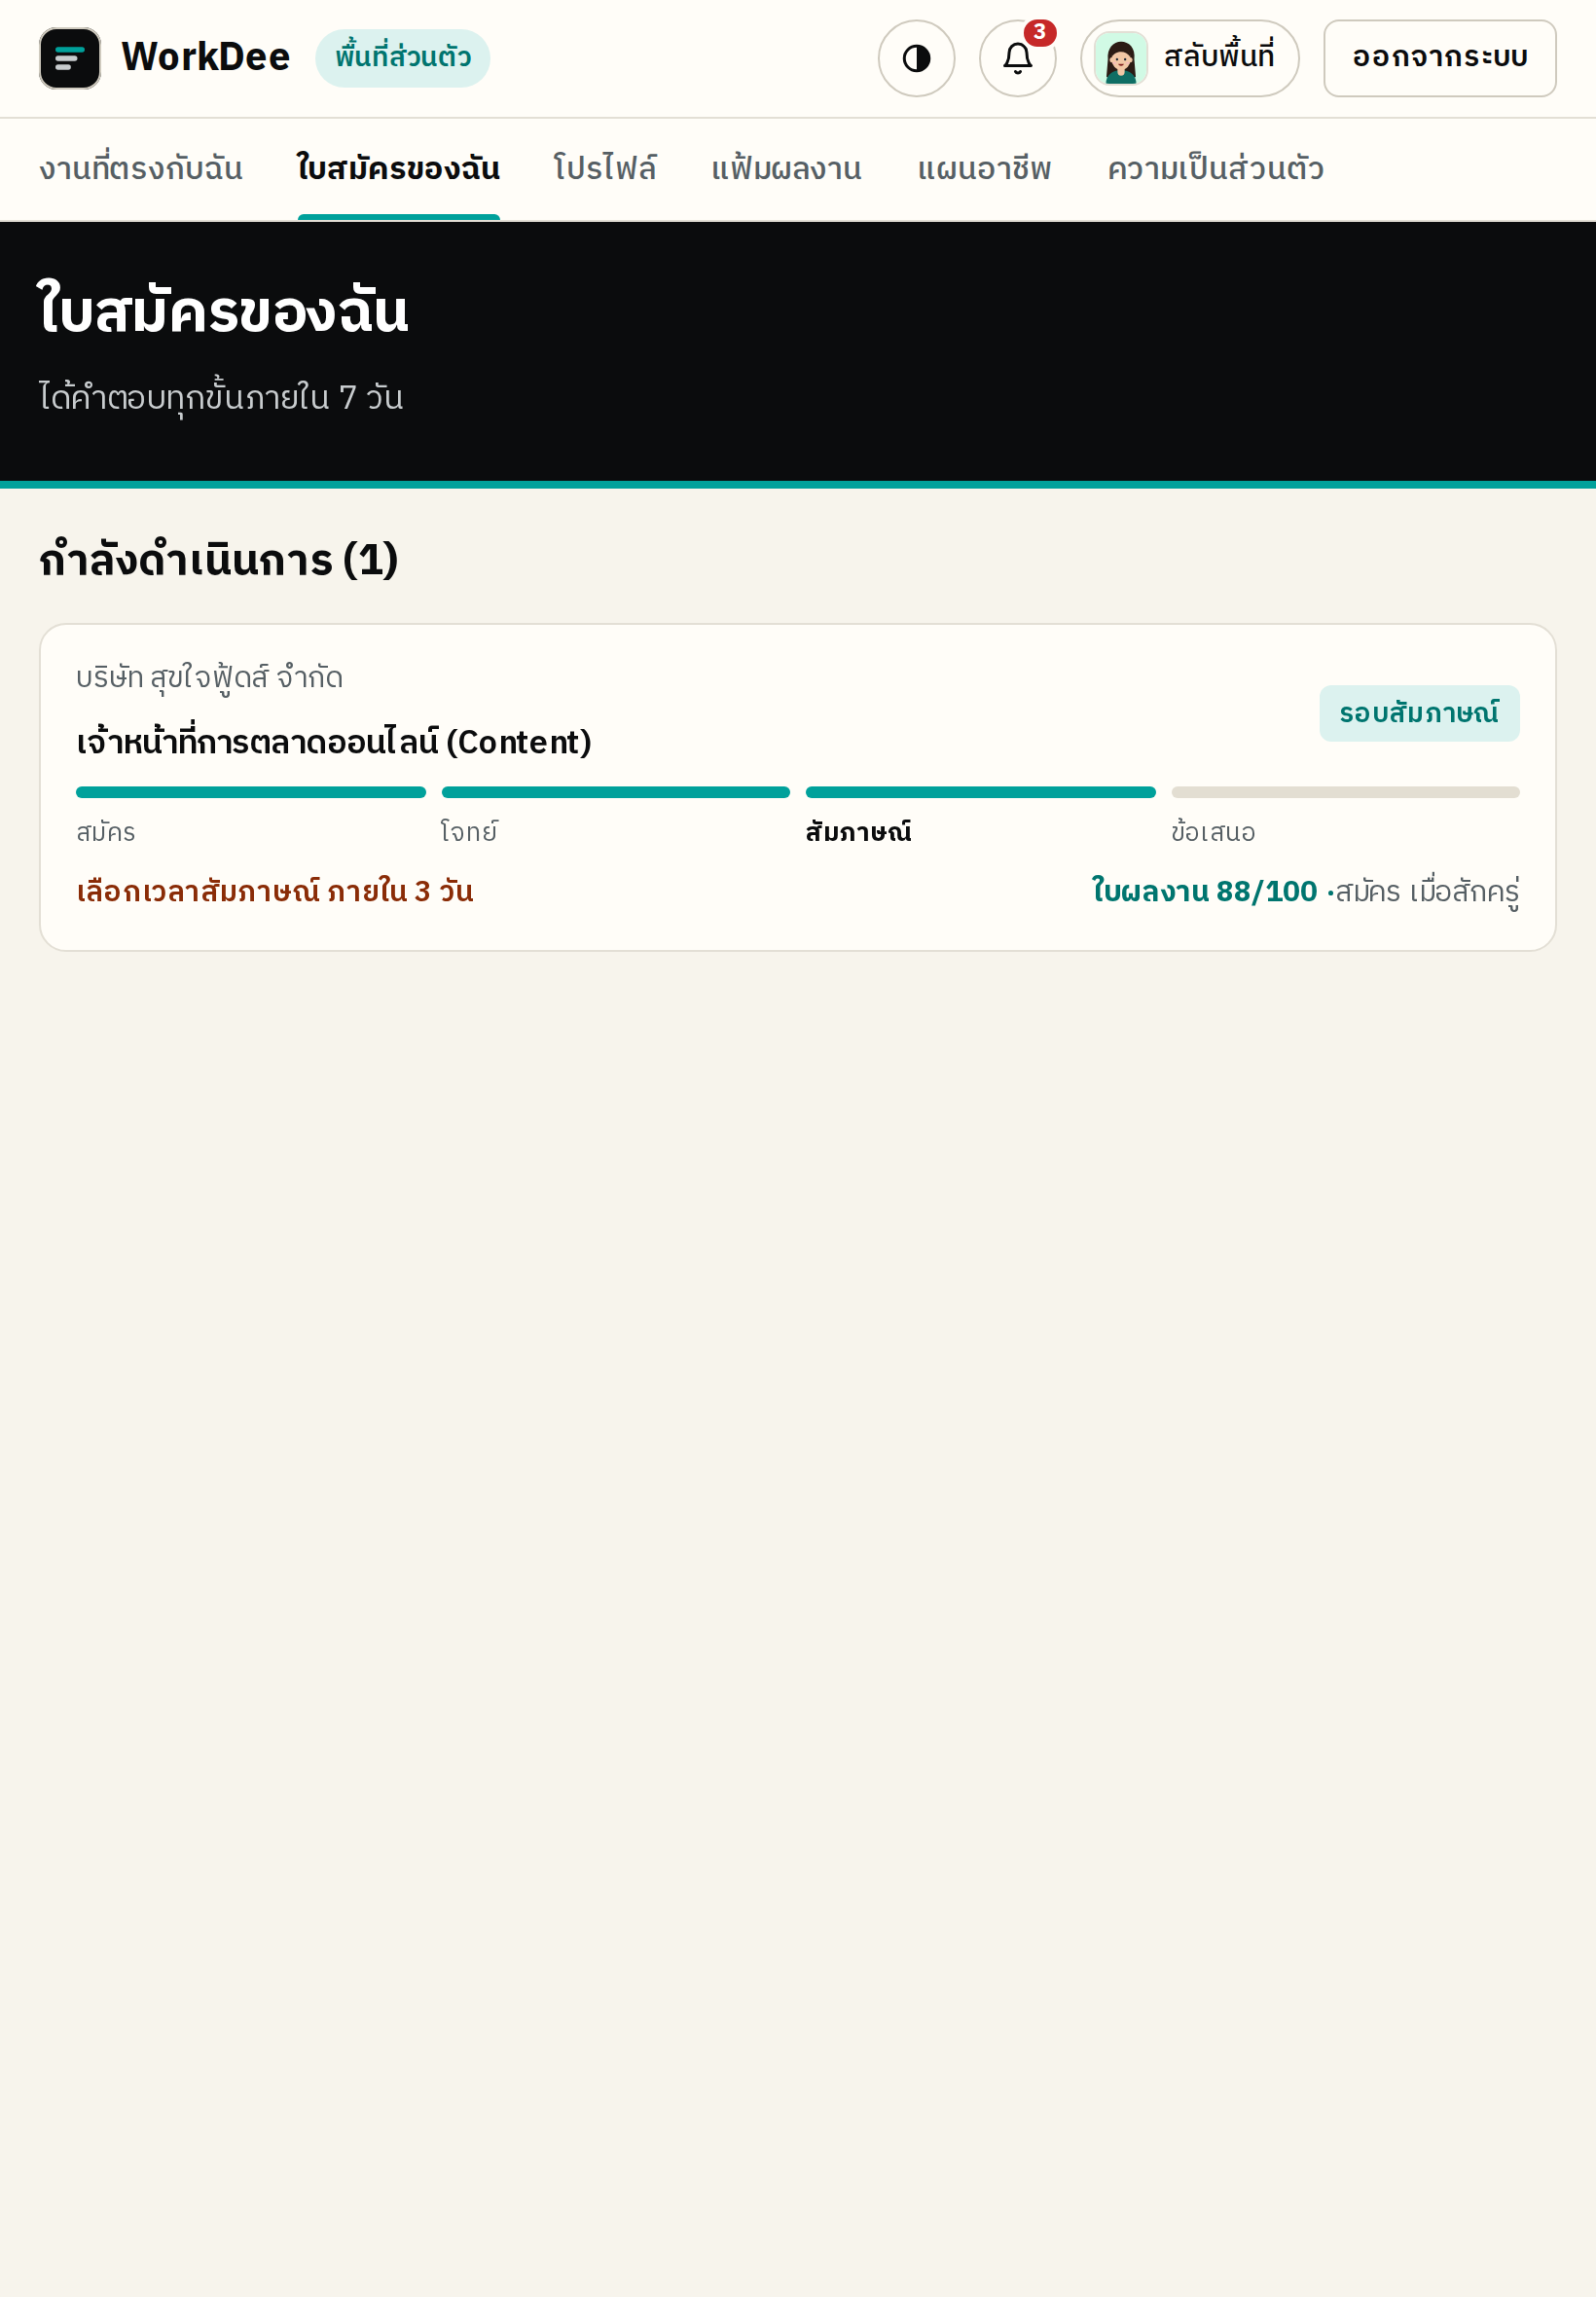 WorkDee พื้นที่ส่วนตัว 3 สลับพื้นที่ ออกจากระบบ
งานที่ตรงกับฉัน ใบสมัครของฉัน โปรไฟล์ แฟ้มผลงาน แผนอาชีพ ความเป็นส่วนตัว
ใบสมัครของฉัน
ได้คำตอบทุกขั้นภายใน 7 วัน
กำลังดำเนินการ (1)
บริษัท สุขใจฟู้ดส์ จำกัด
รอบสัมภาษณ์
เจ้าหน้าที่การตลาดออนไลน์ (Content)
สมัคร โจทย์ สัมภาษณ์ ข้อเสนอ
เลือกเวลาสัมภาษณ์ ภายใน 3 วัน ใบผลงาน 88/100 ·สมัคร เมื่อสักครู่